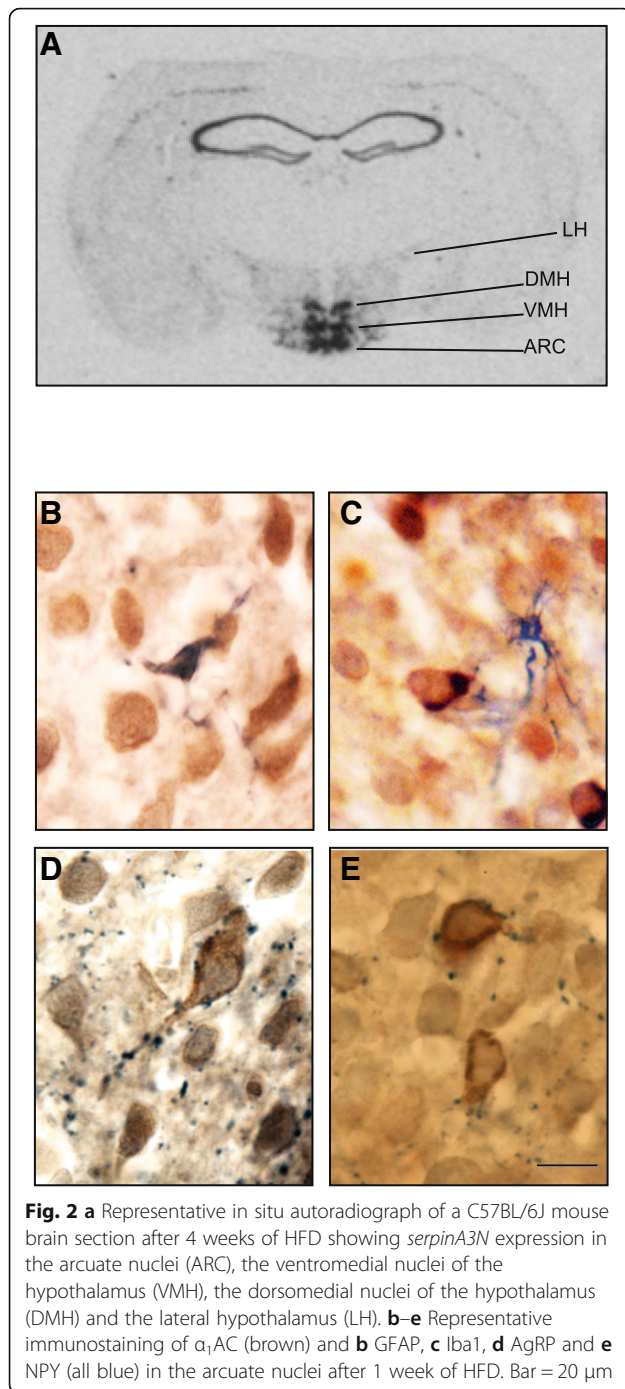 A
LH
DMH
VMH
ARC
B
C
D
E
Fig. 2 a Representative in situ autoradiograph of a C57BL/6J mouse
brain section after 4 weeks of HFD showing serpinA3N expression in
the arcuate nuclei (ARC), the ventromedial nuclei of the
hypothalamus (VMH), the dorsomedial nuclei of the hypothalamus
(DMH) and the lateral hypothalamus (LH). b–e Representative
immunostaining of α₁AC (brown) and b GFAP, c Iba1, d AgRP and e
NPY (all blue) in the arcuate nuclei after 1 week of HFD. Bar = 20 μm